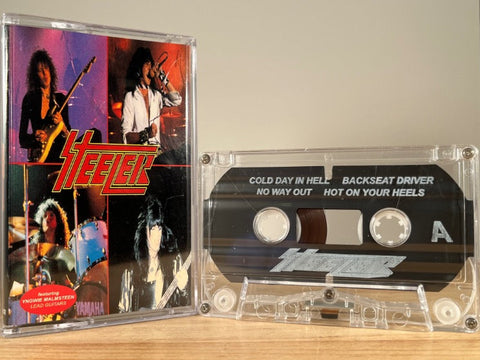 STEELER
featuring
YNGWIE MALMSTEEN
LEAD GUITARS
YAMAHA
COLD DAY IN HELL BACKSEAT DRIVER
NO WAY OUT HOT ON YOUR HEELS
A
STEELER